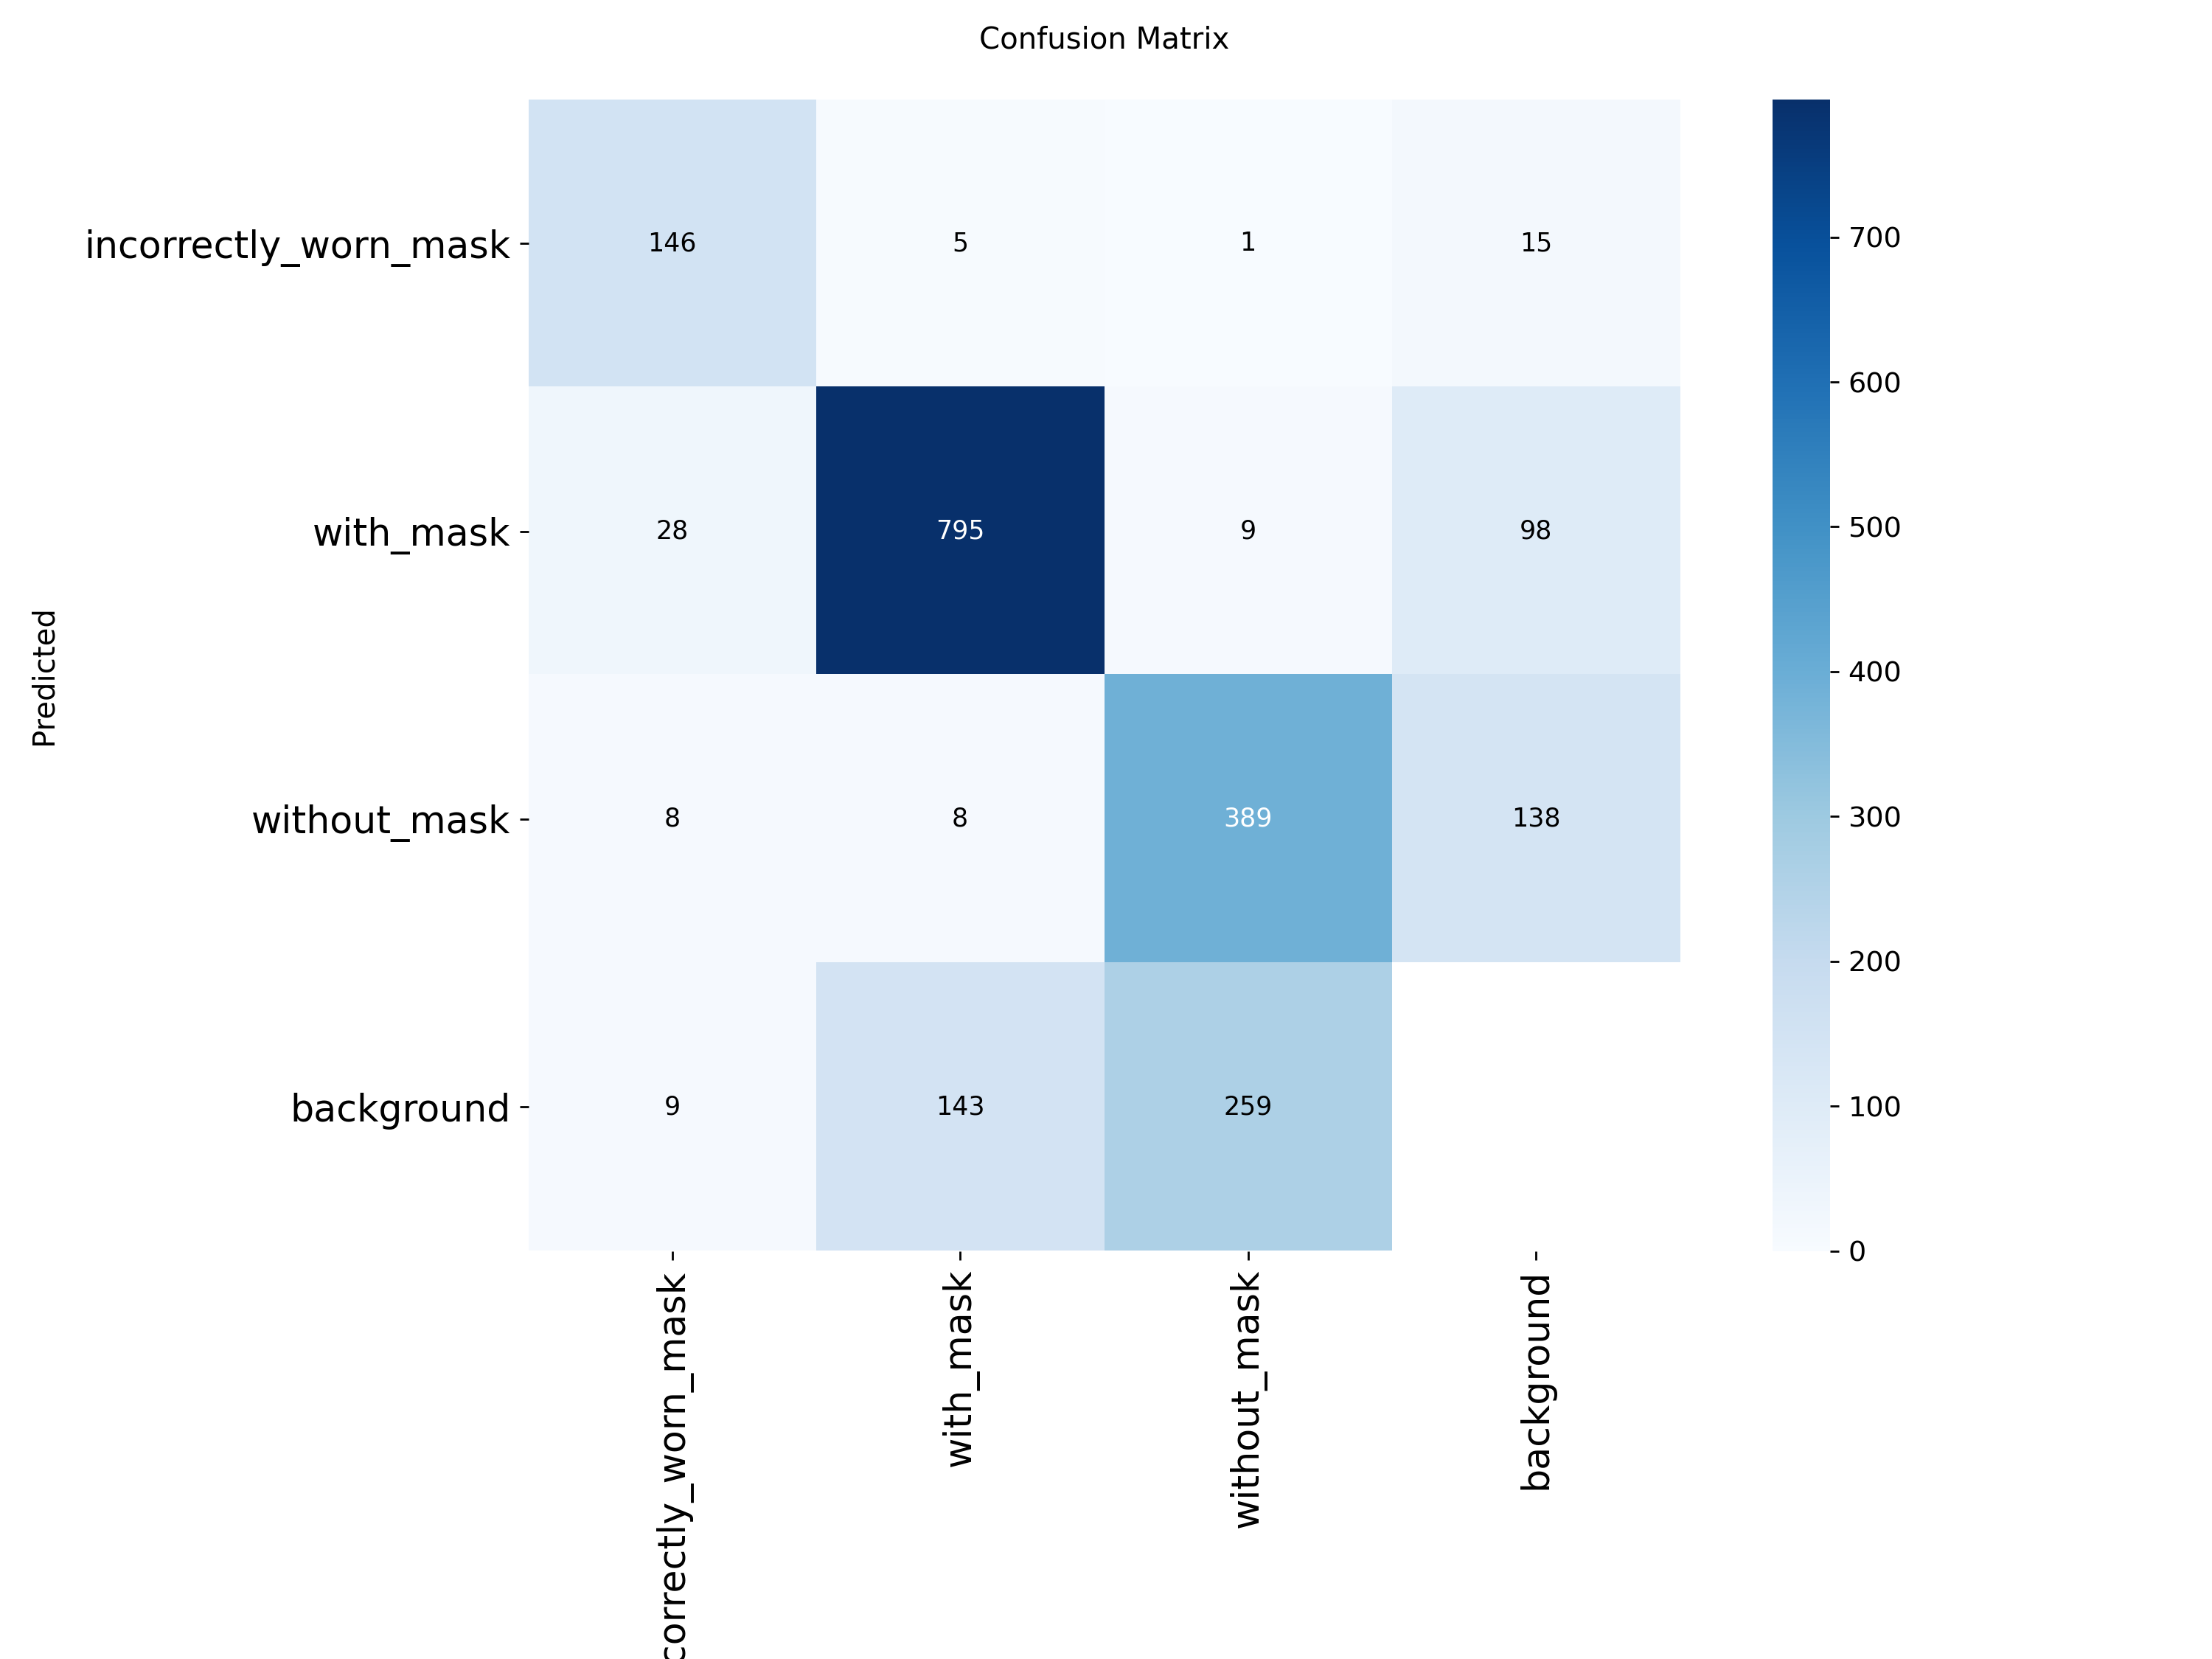 Confusion Matrix
Predicted
incorrectly_worn_mask
146 5 1 15
with_mask
28 795 9 98
without_mask
8 8 389 138
background
9 143 259
correctly_worn_mask
with_mask
without_mask
background
700
600
500
400
300
200
100
0